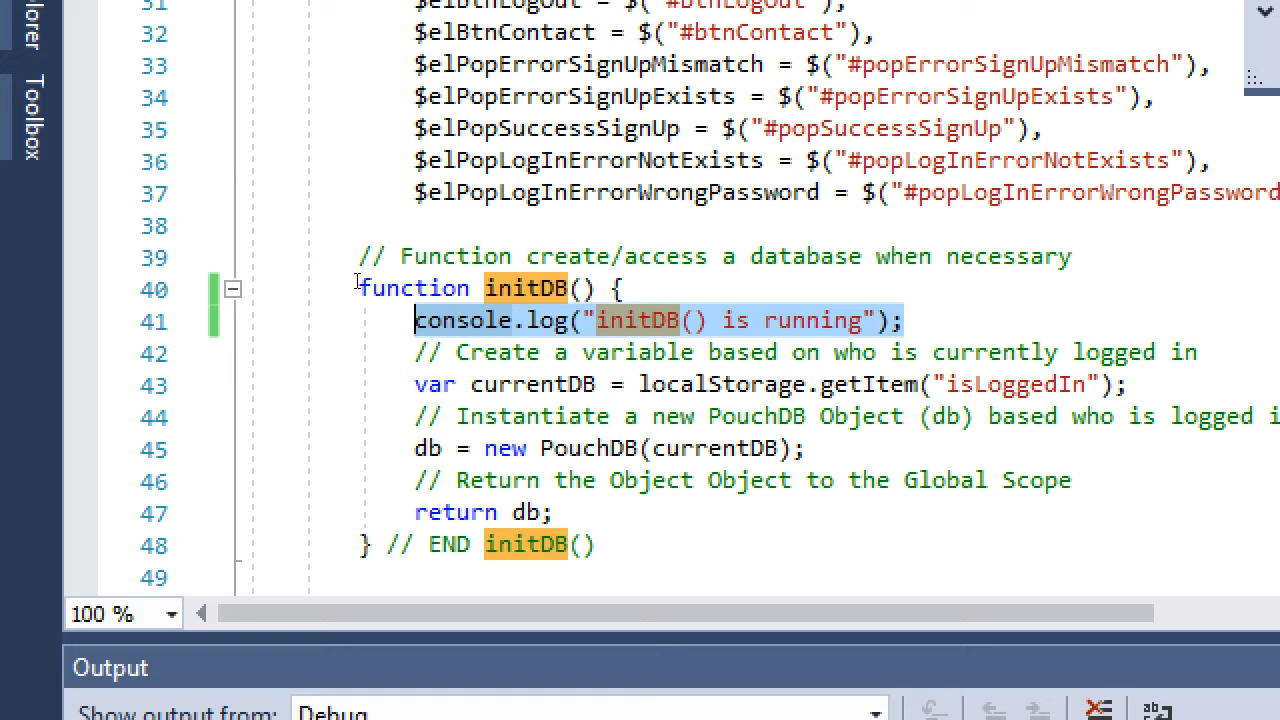 plorer
Toolbox
31 $elBtnLogOut = $("#btnLogOut"),
32 $elBtnContact = $("#btnContact"),
33 $elPopErrorSignUpMismatch = $("#popErrorSignUpMismatch"),
34 $elPopErrorSignUpExists = $("#popErrorSignUpExists"),
35 $elPopSuccessSignUp = $("#popSuccessSignUp"),
36 $elPopLogInErrorNotExists = $("#popLogInErrorNotExists"),
37 $elPopLogInErrorWrongPassword = $("#popLogInErrorWrongPassword
38
39 // Function create/access a database when necessary
40 function initDB() {
41 console.log("initDB() is running");
42 // Create a variable based on who is currently logged in
43 var currentDB = localStorage.getItem("isLoggedIn");
44 // Instantiate a new PouchDB Object (db) based who is logged i
45 db = new PouchDB(currentDB);
46 // Return the Object Object to the Global Scope
47 return db;
48 } // END initDB()
49
100 %
Output
Show output from: Debug